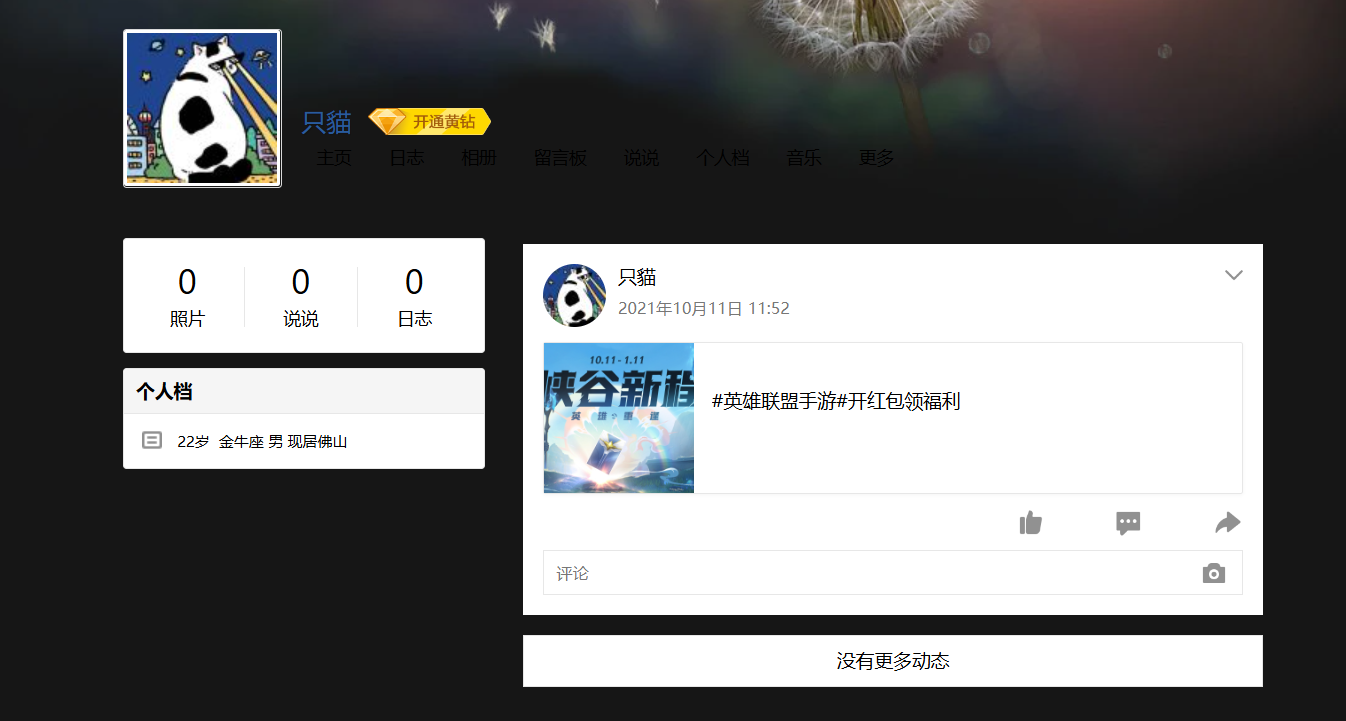 只貓
开通黄钻
主页 日志 相册 留言板 说说 个人档 音乐 更多
0 0 0
照片 说说 日志
个人档
22岁 金牛座 男 现居佛山
只貓
2021年10月11日 11:52
10.11-1.11
峡谷新程
#英雄联盟手游#开红包领福利
评论
没有更多动态